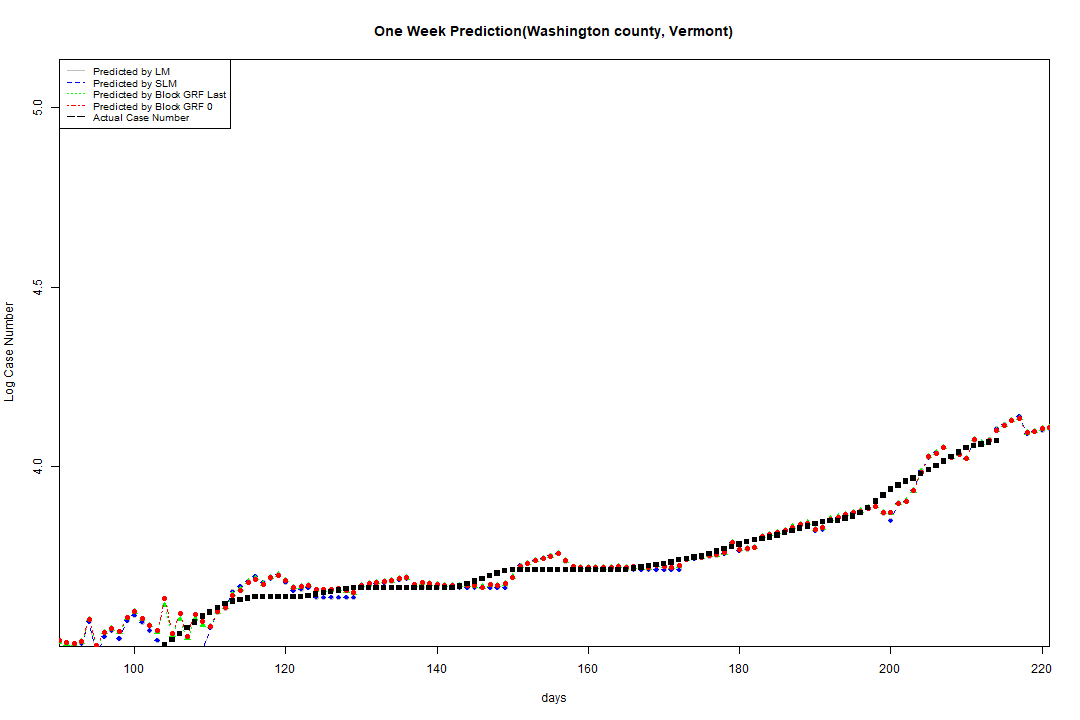 One Week Prediction(Washington county, Vermont)
Predicted by LM
Predicted by SLM
Predicted by Block GRF Last
Predicted by Block GRF 0
Actual Case Number
5.0
4.5
4.0
Log Case Number
100 120 140 160 180 200 220
days